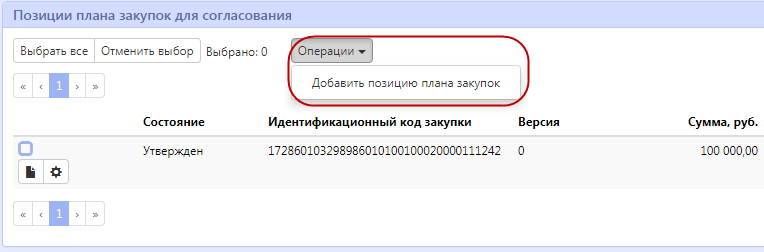 Позиции плана закупок для согласования
Выбрать все Отменить выбор Выбрано: 0 Операции
« ‹ 1 › » Добавить позицию плана закупок
Состояние Идентификационный код закупки Версия Сумма, руб.
Утвержден 172860103298986010100100020000111242 0 100 000,00
« ‹ 1 › »